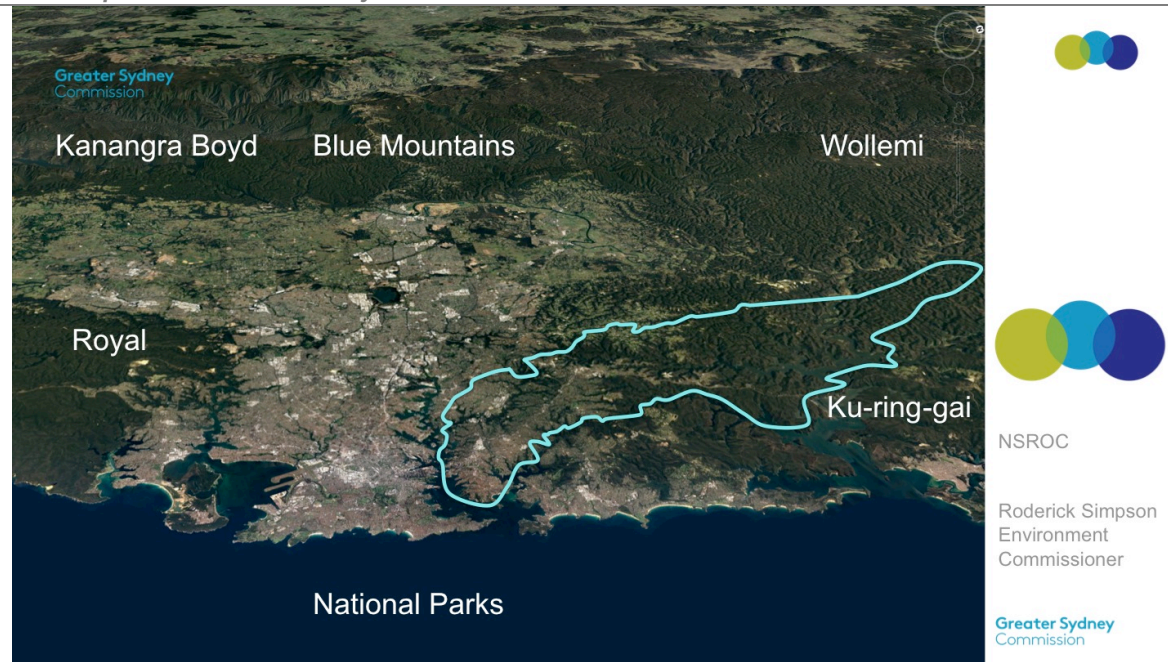 Greater Sydney
Commission
Kanangra Boyd
Blue Mountains
Wollemi
Royal
Ku-ring-gai
National Parks
NSROC
Roderick Simpson
Environment
Commissioner
Greater Sydney
Commission